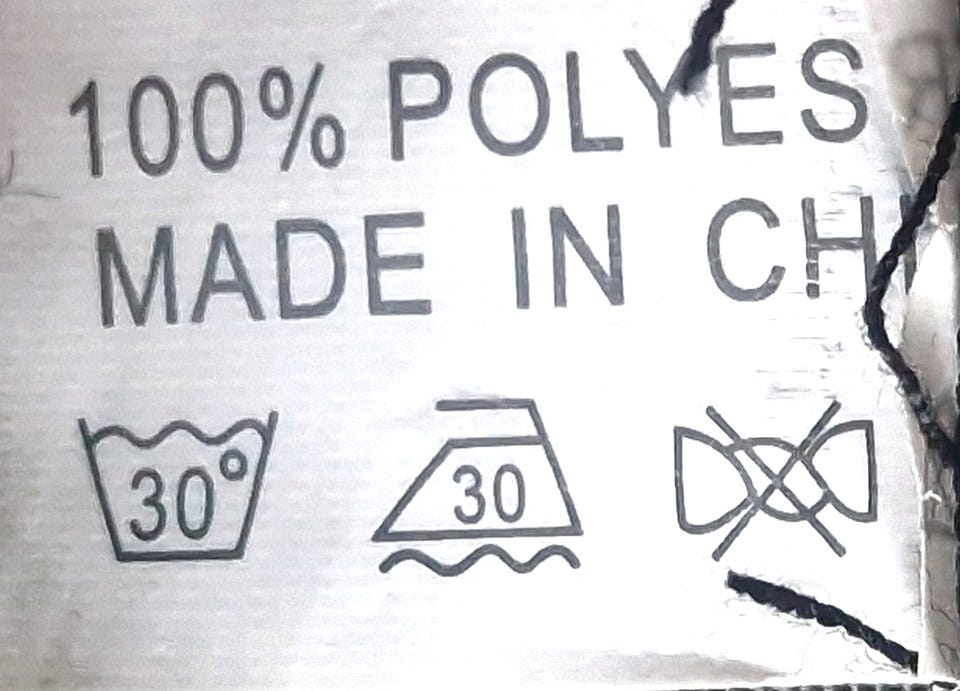 100% POLYES
MADE IN CH
30°
30